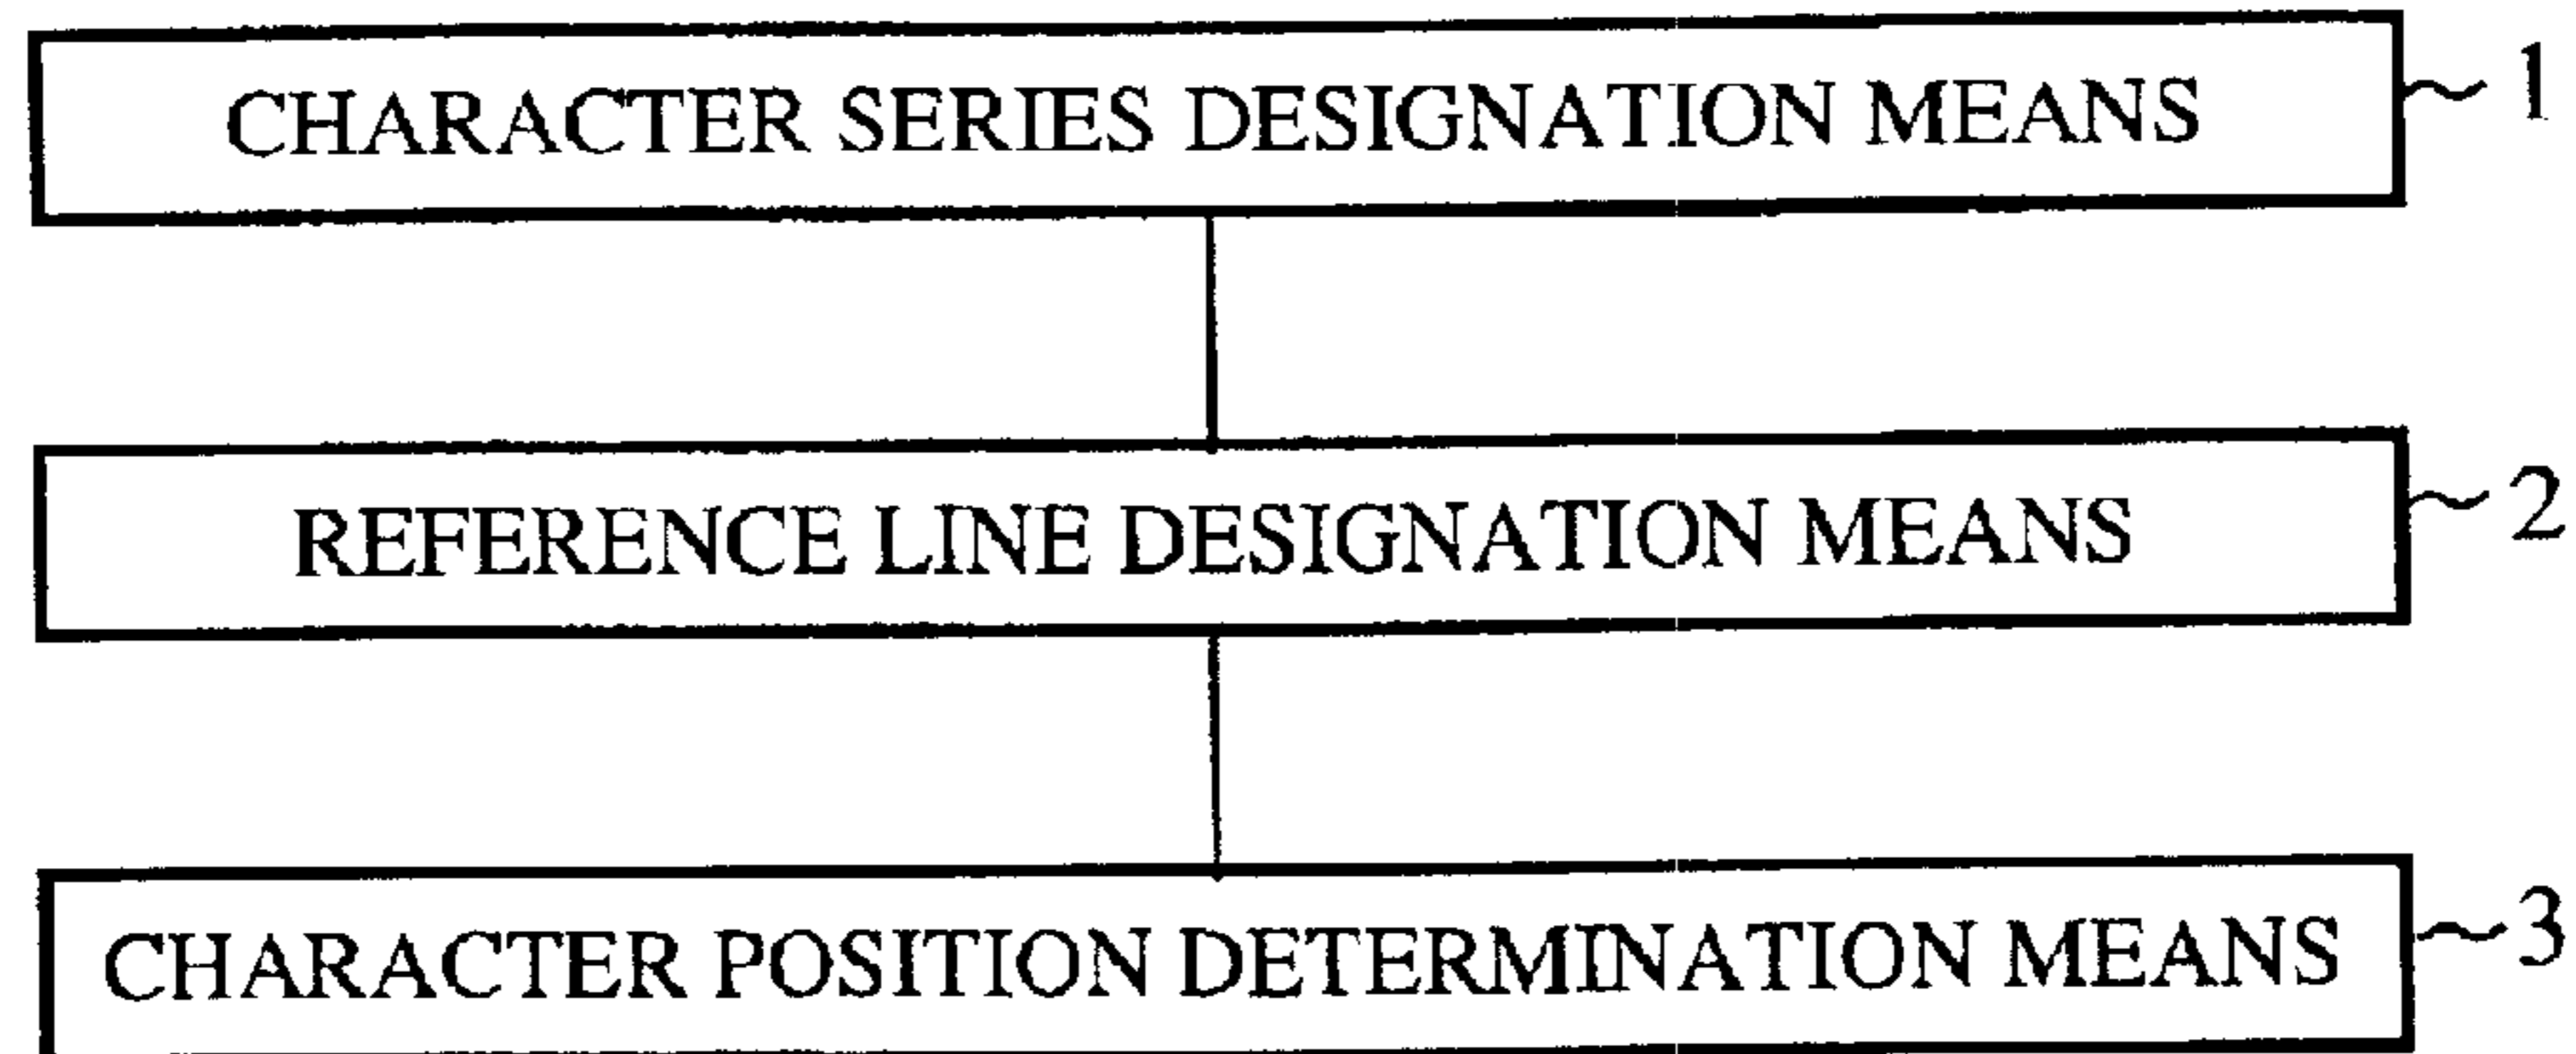 CHARACTER SERIES DESIGNATION MEANS ~ 1
REFERENCE LINE DESIGNATION MEANS ~ 2
CHARACTER POSITION DETERMINATION MEANS ~ 3